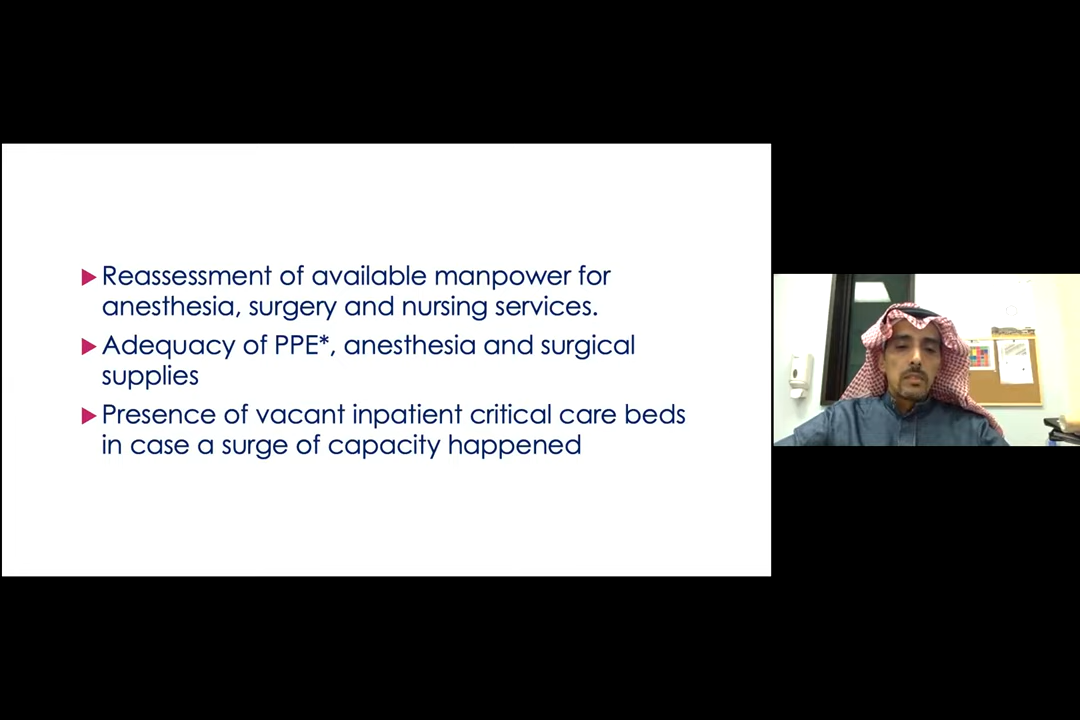 Reassessment of available manpower for
anesthesia, surgery and nursing services.
Adequacy of PPE*, anesthesia and surgical
supplies
Presence of vacant inpatient critical care beds
in case a surge of capacity happened